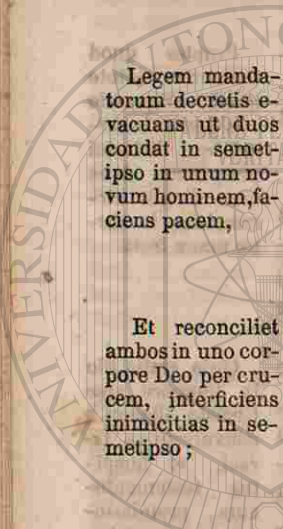 Legem manda-
torum decretis e-
vacuans ut duos
condat in semet-
ipso in unum no-
vum hominem,fa-
ciens pacem,
Et reconciliet
ambos in uno cor-
pore Deo per cru-
cem, interficiens
inimicitias in se-
metipso ;